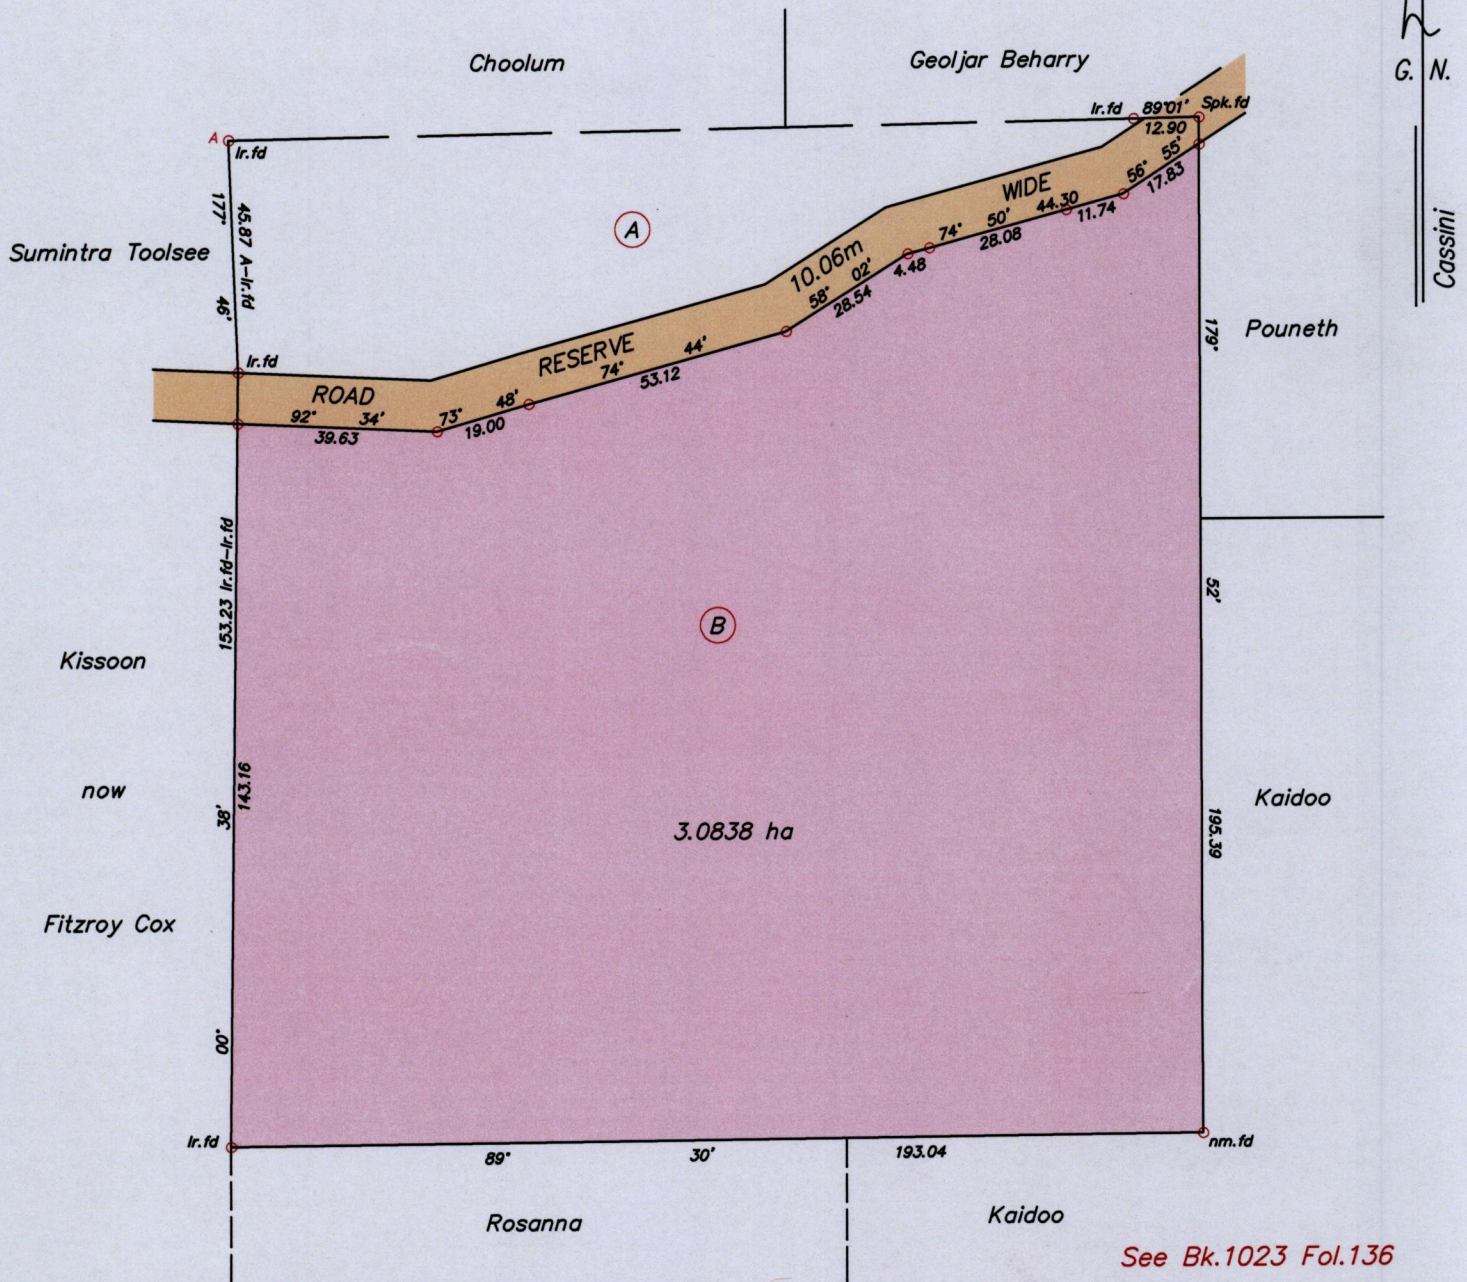 h
G. N.
Cassini
Choolum
Geoljar Beharry
Ir.fd 89°01' Spk.fd
12.90
A
Ir.fd
177° 49'
45.87 A-Ir.fd
Sumintra Toolsee
A
WIDE
56° 55'
17.83
74° 50' 44.30
28.08
11.74
10.06m
58° 02'
28.54
4.48
Pouneth
179° 52'
195.39
RESERVE
74° 44'
53.12
Ir.fd
ROAD
92° 34'
39.63
73° 48'
19.00
153.23 Ir.fd-Ir.fd
B
Kissoon
now
Fitzroy Cox
38'
143.16
00°
3.0838 ha
Kaidoo
Ir.fd
nm.fd
89° 30' 193.04
Rosanna
Kaidoo
See Bk.1023 Fol.136